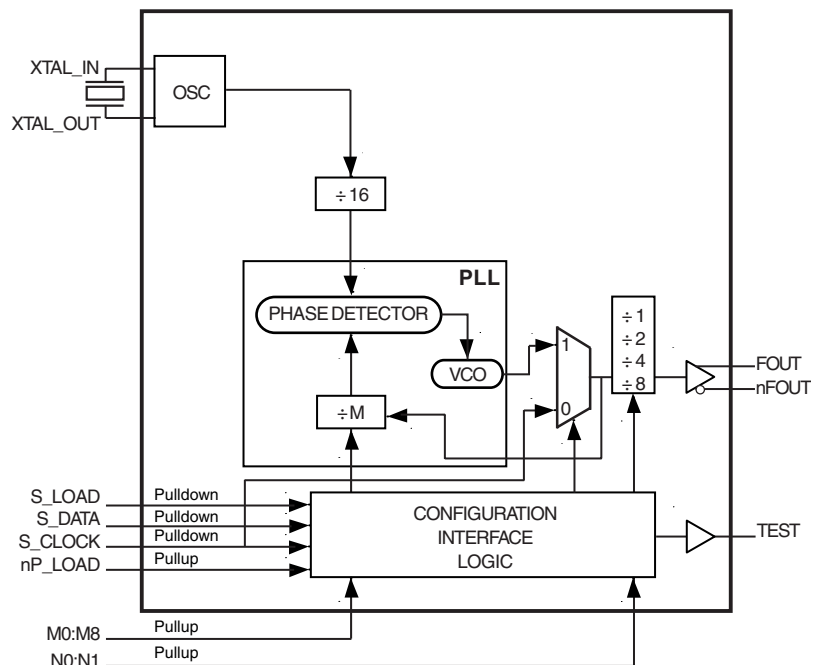 XTAL_IN
OSC
XTAL_OUT
÷ 16
PLL
PHASE DETECTOR
VCO
÷ M
1
0
÷ 1
÷ 2
÷ 4
÷ 8
FOUT
nFOUT
S_LOAD Pulldown
S_DATA Pulldown
S_CLOCK Pulldown
nP_LOAD Pullup
CONFIGURATION
INTERFACE
LOGIC
TEST
M0:M8 Pullup
N0:N1 Pullup